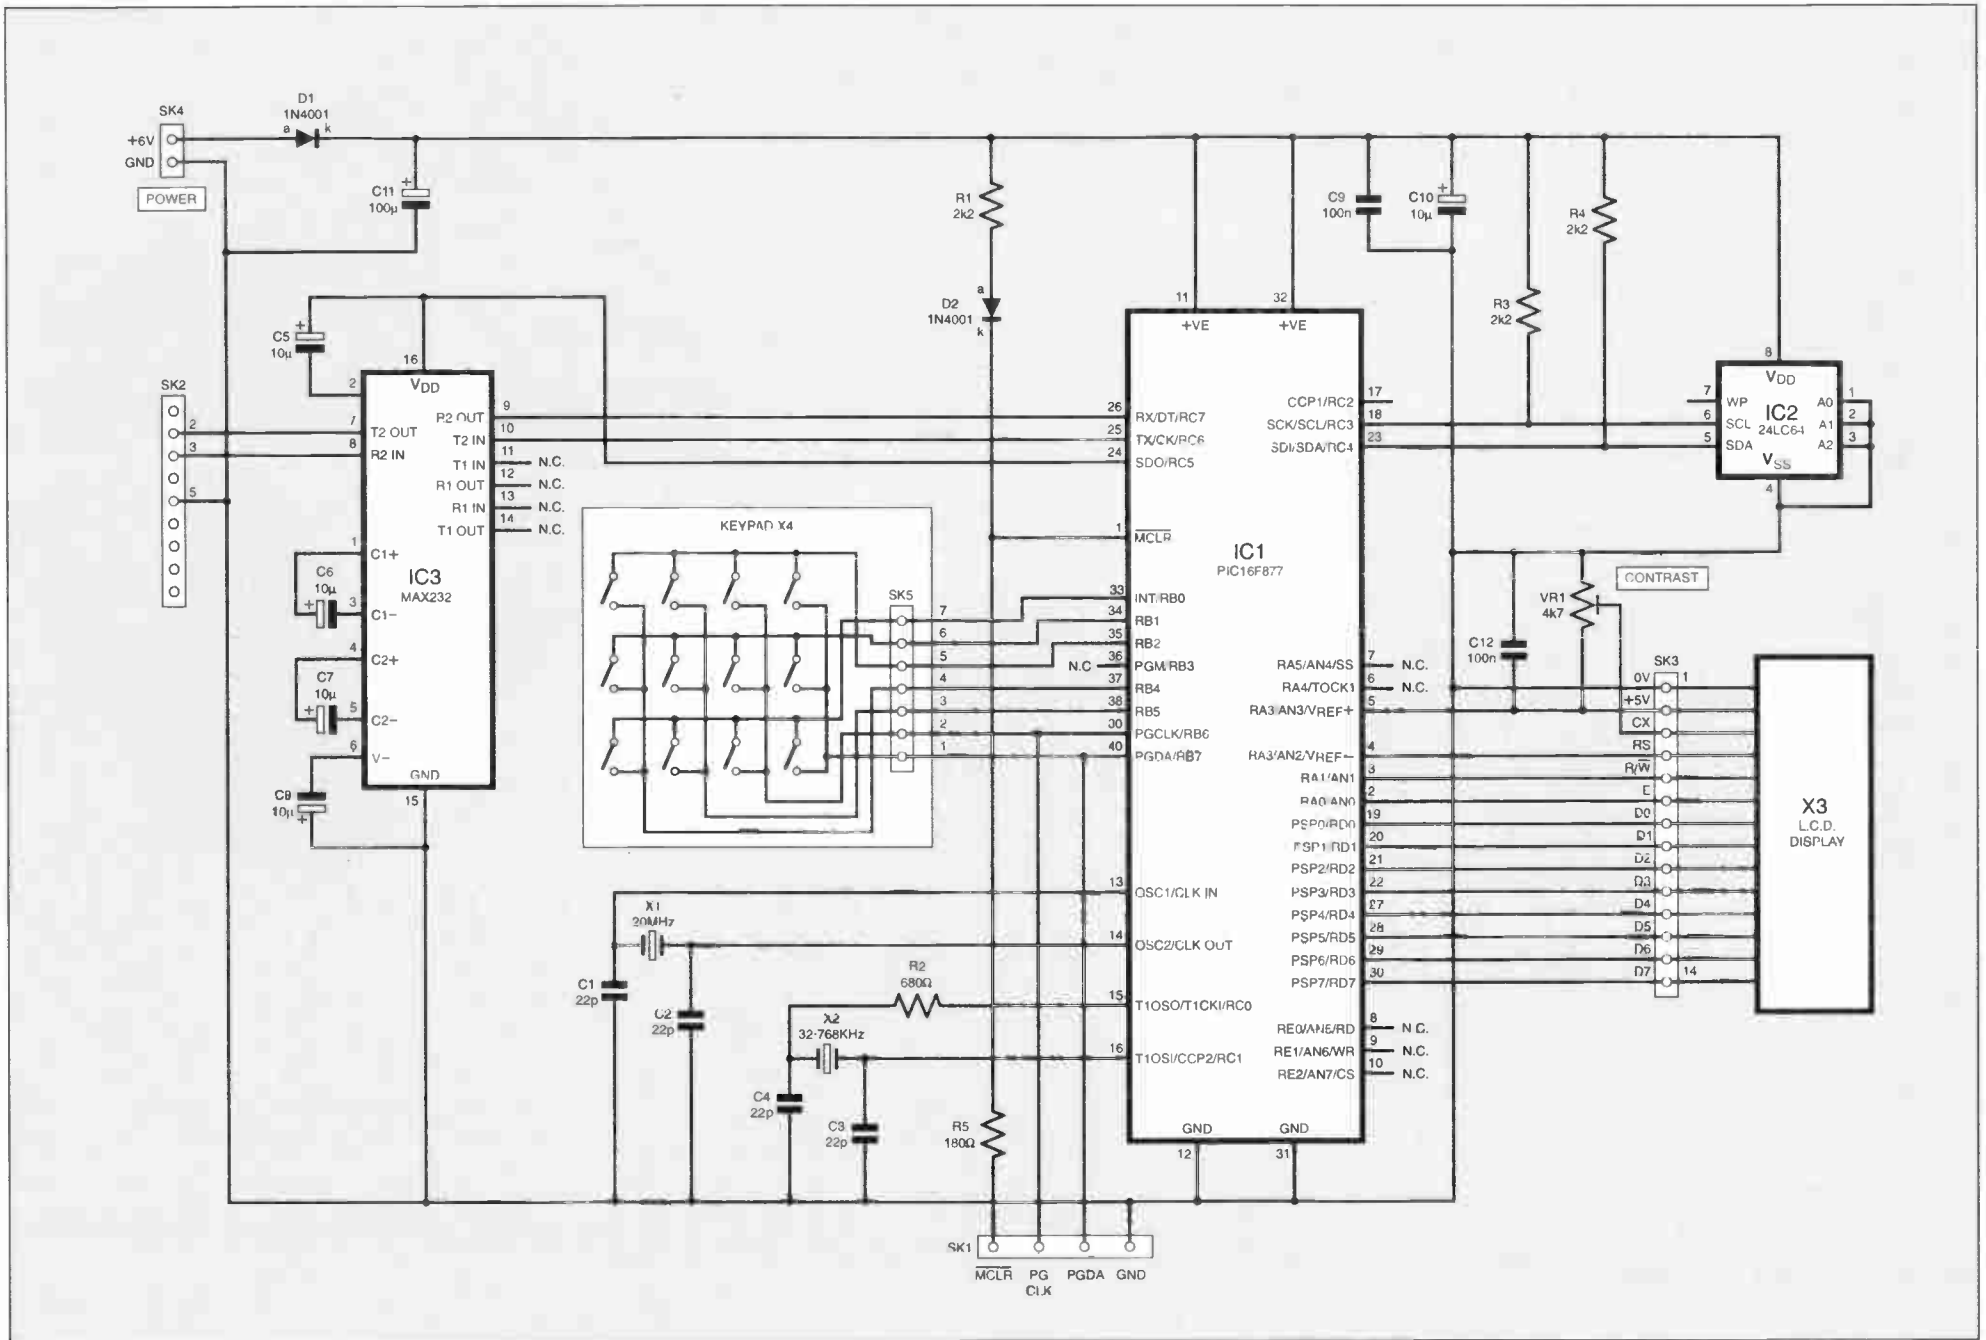 SK4
+6V
GND
POWER
D1
1N4001
a
k
+
C11
100µ
R1
2k2
a
D2
1N4001
k
C9
100n
+
C10
10µ
R3
2k2
R4
2k2
+
C5
10µ
SK2
2
3
5
16
VDD
2
7
T2 OUT
8
R2 IN
R2 OUT
9
T2 IN
10
T1 IN
11
N.C.
R1 OUT
12
N.C.
R1 IN
13
N.C.
T1 OUT
14
N.C.
1
C1+
C6
10µ
+
3
C1−
IC3
MAX232
4
C2+
C7
10µ
+
5
C2−
6
V−
GND
15
C8
10µ
+
KEYPAD X4
SK5
7
6
5
4
3
2
1
11
+VE
32
+VE
26
RX/DT/RC7
25
TX/CK/RC6
24
SDO/RC5
1
MCLR
33
INT/RB0
34
RB1
35
RB2
N.C
36
PGM/RB3
37
RB4
38
RB5
30
PGCLK/RB6
40
PGDA/RB7
13
OSC1/CLK IN
14
OSC2/CLK OUT
15
T1OSO/T1CKI/RC0
16
T1OSI/CCP2/RC1
IC1
PIC16F877
CCP1/RC2
17
SCK/SCL/RC3
18
SDI/SDA/RC4
23
RA5/AN4/SS
7
N.C.
RA4/TOCK1
6
N.C.
RA3/AN3/VREF+
5
RA3/AN2/VREF−
4
RA1/AN1
3
RA0/AN0
2
PSP0/RD0
19
PSP1/RD1
20
PSP2/RD2
21
PSP3/RD3
22
PSP4/RD4
27
PSP5/RD5
28
PSP6/RD6
29
PSP7/RD7
30
RE0/AN5/RD
8
N.C.
RE1/AN6/WR
9
N.C.
RE2/AN7/CS
10
N.C.
GND
12
GND
31
8
VDD
7
WP
6
SCL
5
SDA
IC2
24LC64
VSS
4
A0
1
A1
2
A2
3
CONTRAST
VR1
4k7
C12
100n
SK3
0V
1
+5V
CX
RS
R/W
E
D0
D1
D2
D3
D4
D5
D6
D7
14
X3
L.C.D.
DISPLAY
X1
20MHz
C1
22p
C2
22p
R2
680Ω
X2
32·768KHz
C4
22p
C3
22p
R5
180Ω
SK1
MCLR
PG
CLK
PGDA
GND